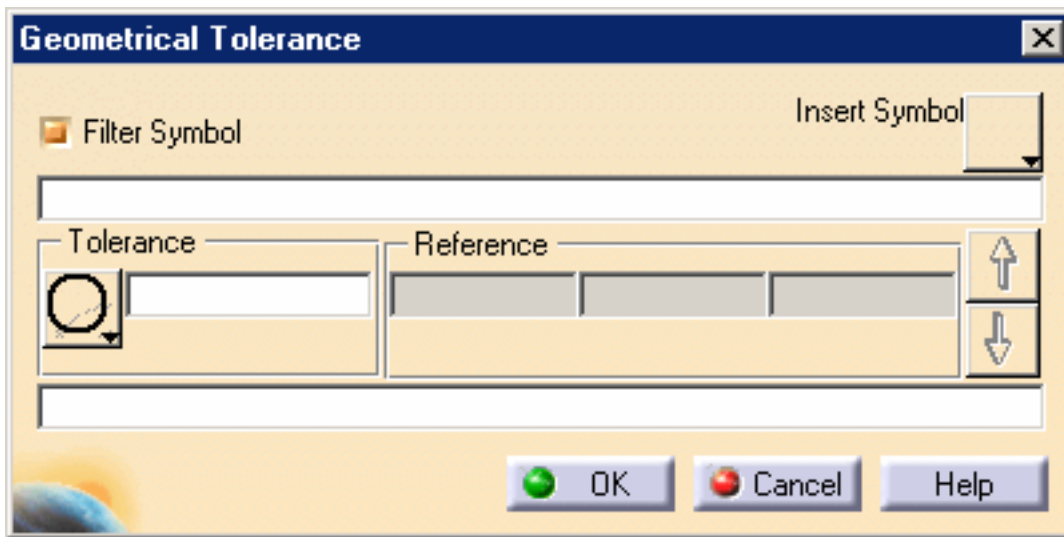 Geometrical Tolerance
Filter Symbol
Insert Symbol
Tolerance
Reference
OK
Cancel
Help